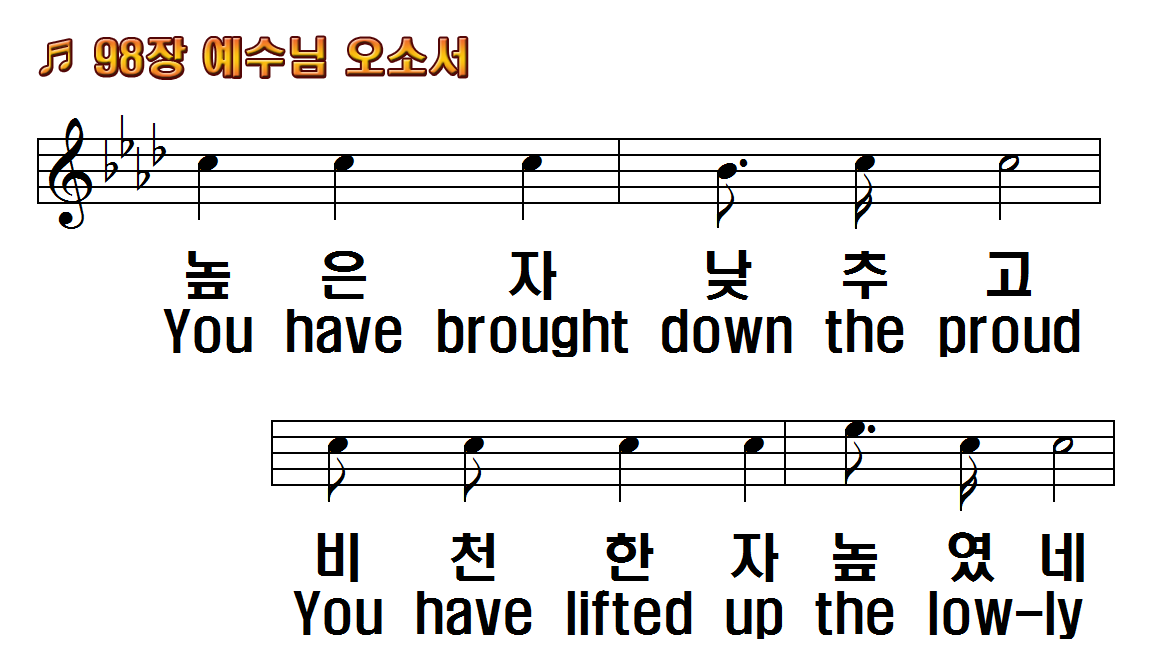 ♬ 98장 예수님 오소서
높 은 자 낮 추 고
You have brought down the proud
비 천 한 자 높 였 네
You have lifted up the low-ly